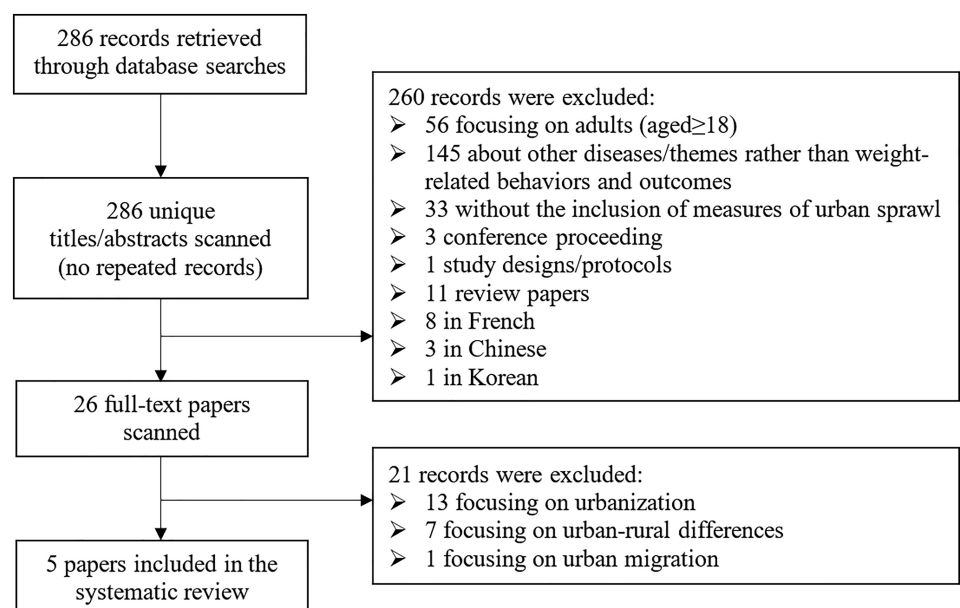 286 records retrieved
through database searches
260 records were excluded:
➢ 56 focusing on adults (aged≥18)
➢ 145 about other diseases/themes rather than weight-
related behaviors and outcomes
➢ 33 without the inclusion of measures of urban sprawl
➢ 3 conference proceeding
➢ 1 study designs/protocols
➢ 11 review papers
➢ 8 in French
➢ 3 in Chinese
➢ 1 in Korean
286 unique
titles/abstracts scanned
(no repeated records)
26 full-text papers
scanned
21 records were excluded:
➢ 13 focusing on urbanization
➢ 7 focusing on urban-rural differences
➢ 1 focusing on urban migration
5 papers included in the
systematic review